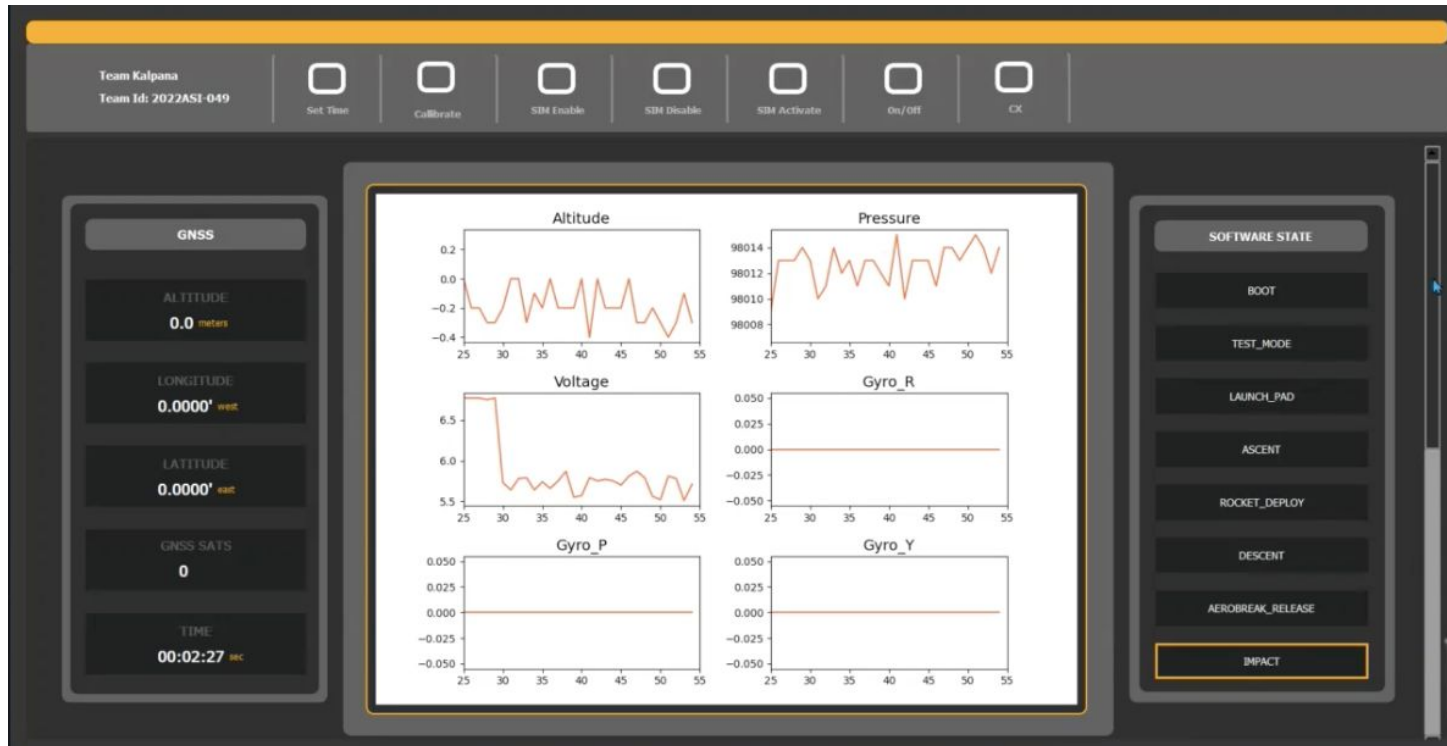 Team Kalpana
Team Id: 2022ASI-049
Set Time
Calibrate
SIM Enable
SIM Disable
SIM Activate
On/Off
CX
GNSS
ALTITUDE
0.0 meters
LONGITUDE
0.0000' west
LATITUDE
0.0000' east
GNSS SATS
0
TIME
00:02:27 sec
Altitude
0.2
0.0
−0.2
−0.4
25 30 35 40 45 50 55
Pressure
98014
98012
98010
98008
25 30 35 40 45 50 55
Voltage
6.5
6.0
5.5
25 30 35 40 45 50 55
Gyro_R
0.050
0.025
0.000
−0.025
−0.050
25 30 35 40 45 50 55
Gyro_P
0.050
0.025
0.000
−0.025
−0.050
25 30 35 40 45 50 55
Gyro_Y
0.050
0.025
0.000
−0.025
−0.050
25 30 35 40 45 50 55
SOFTWARE STATE
BOOT
TEST_MODE
LAUNCH_PAD
ASCENT
ROCKET_DEPLOY
DESCENT
AEROBREAK_RELEASE
IMPACT